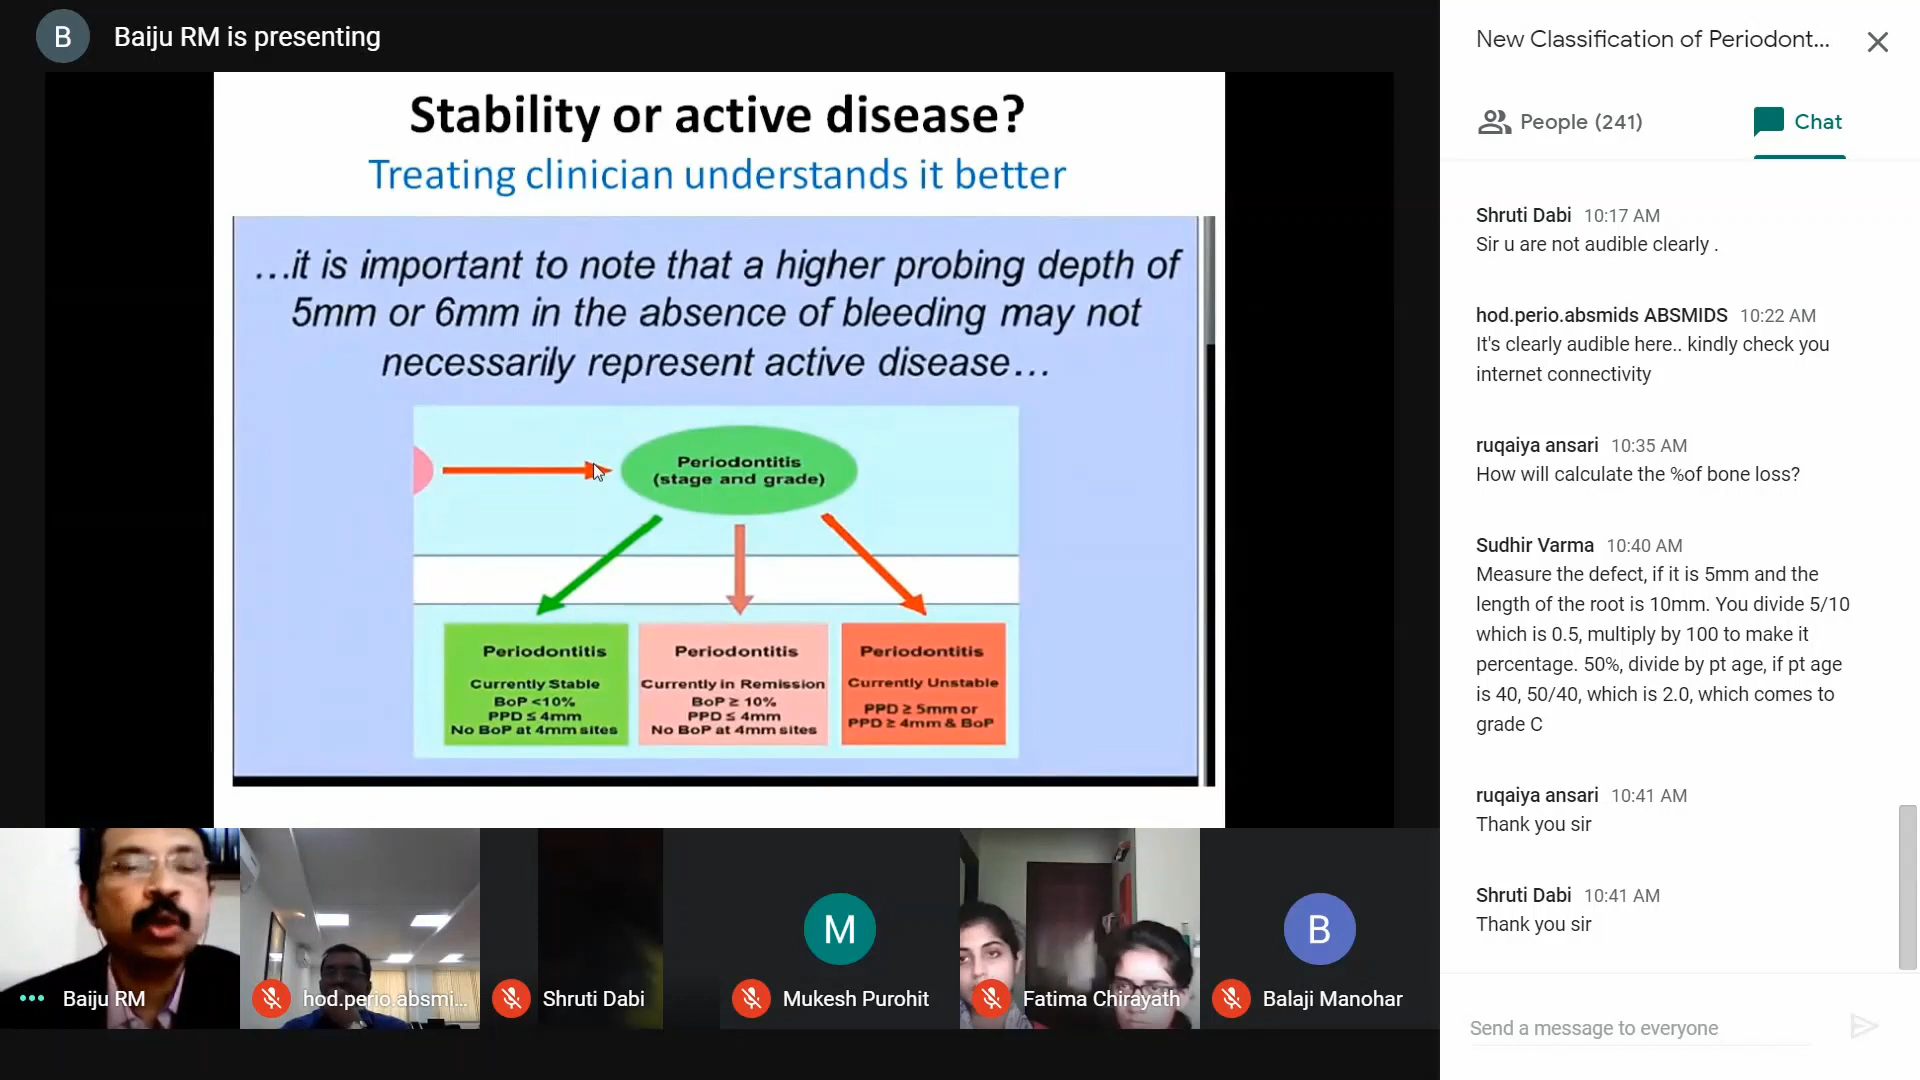 B
Baiju RM is presenting
Stability or active disease?
Treating clinician understands it better
...it is important to note that a higher probing depth of
5mm or 6mm in the absence of bleeding may not
necessarily represent active disease...
Periodontitis
(stage and grade)
Periodontitis
Currently Stable
BoP <10%
PPD ≤ 4mm
No BoP at 4mm sites
Periodontitis
Currently in Remission
BoP ≥ 10%
PPD ≤ 4mm
No BoP at 4mm sites
Periodontitis
Currently Unstable
PPD ≥ 5mm or
PPD ≥ 4mm & BoP
Baiju RM
hod.perio.absmi...
Shruti Dabi
M
Mukesh Purohit
Fatima Chirayath
B
Balaji Manohar
New Classification of Periodont...
People (241)
Chat
Shruti Dabi 10:17 AM
Sir u are not audible clearly .
hod.perio.absmids ABSMIDS 10:22 AM
It's clearly audible here.. kindly check you
internet connectivity
ruqaiya ansari 10:35 AM
How will calculate the %of bone loss?
Sudhir Varma 10:40 AM
Measure the defect, if it is 5mm and the
length of the root is 10mm. You divide 5/10
which is 0.5, multiply by 100 to make it
percentage. 50%, divide by pt age, if pt age
is 40, 50/40, which is 2.0, which comes to
grade C
ruqaiya ansari 10:41 AM
Thank you sir
Shruti Dabi 10:41 AM
Thank you sir
Send a message to everyone